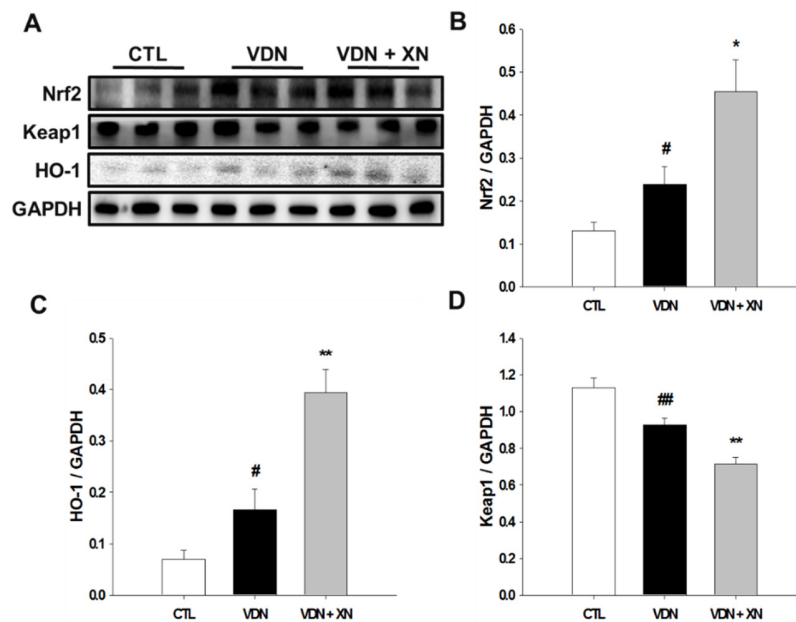 A
CTL VDN VDN + XN
Nrf2
Keap1
HO-1
GAPDH
B
Nrf2 / GAPDH
0.6
0.5
0.4
0.3
0.2
0.1
0.0
#
*
CTL VDN VDN + XN
C
HO-1 / GAPDH
0.5
0.4
0.3
0.2
0.1
0.0
#
**
CTL VDN VDN + XN
D
Keap1 / GAPDH
1.4
1.2
1.0
0.8
0.6
0.4
0.2
0.0
##
**
CTL VDN VDN + XN